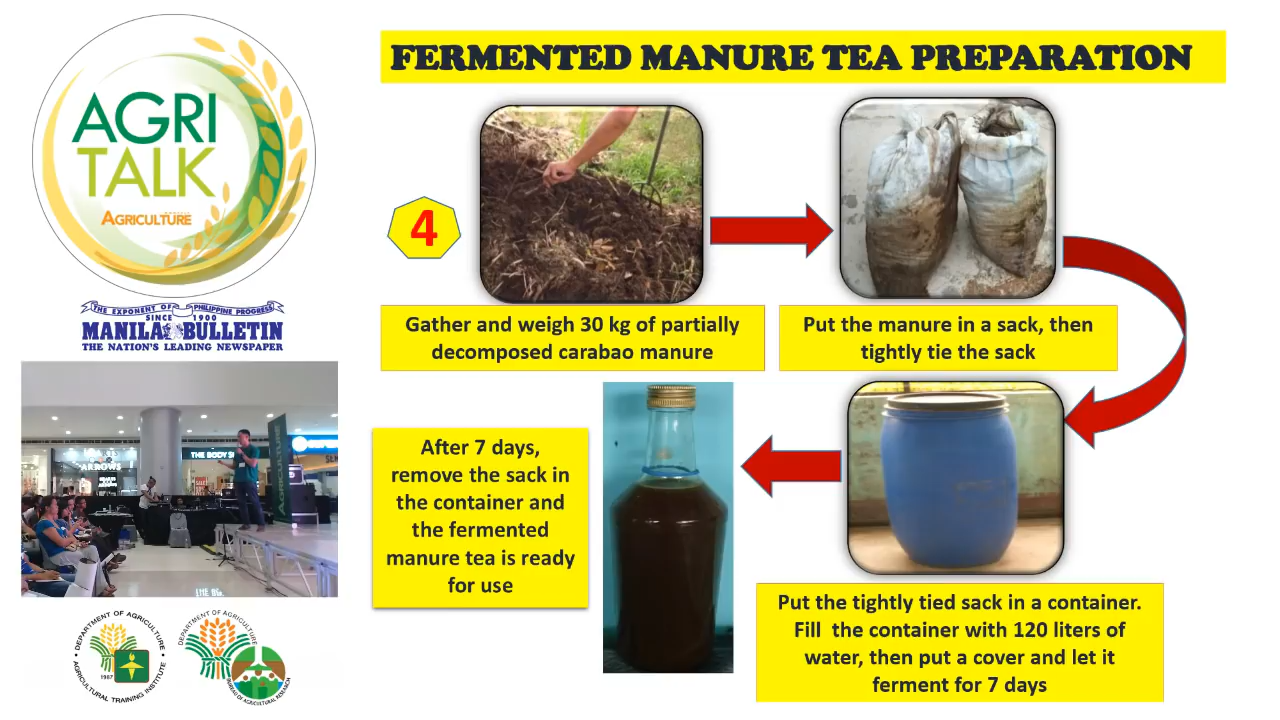 AGRI
TALK
AGRICULTURE
THE EXPONENT OF PHILIPPINE PROGRESS
SINCE 1900
MANILA BULLETIN
THE NATION'S LEADING NEWSPAPER
THE BODY
DEPARTMENT OF AGRICULTURE
1987
AGRICULTURAL TRAINING INSTITUTE
DEPARTMENT OF AGRICULTURE
BUREAU OF AGRICULTURAL RESEARCH
FERMENTED MANURE TEA PREPARATION
4
Gather and weigh 30 kg of partially
decomposed carabao manure
Put the manure in a sack, then
tightly tie the sack
Put the tightly tied sack in a container.
Fill the container with 120 liters of
water, then put a cover and let it
ferment for 7 days
After 7 days,
remove the sack in
the container and
the fermented
manure tea is ready
for use